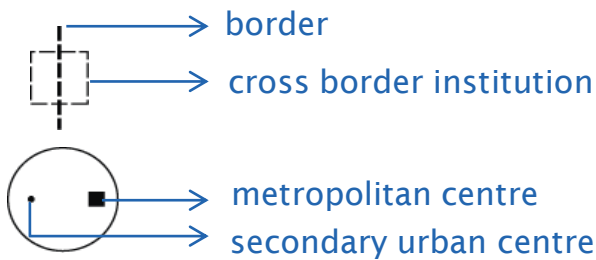 border
cross border institution
metropolitan centre
secondary urban centre